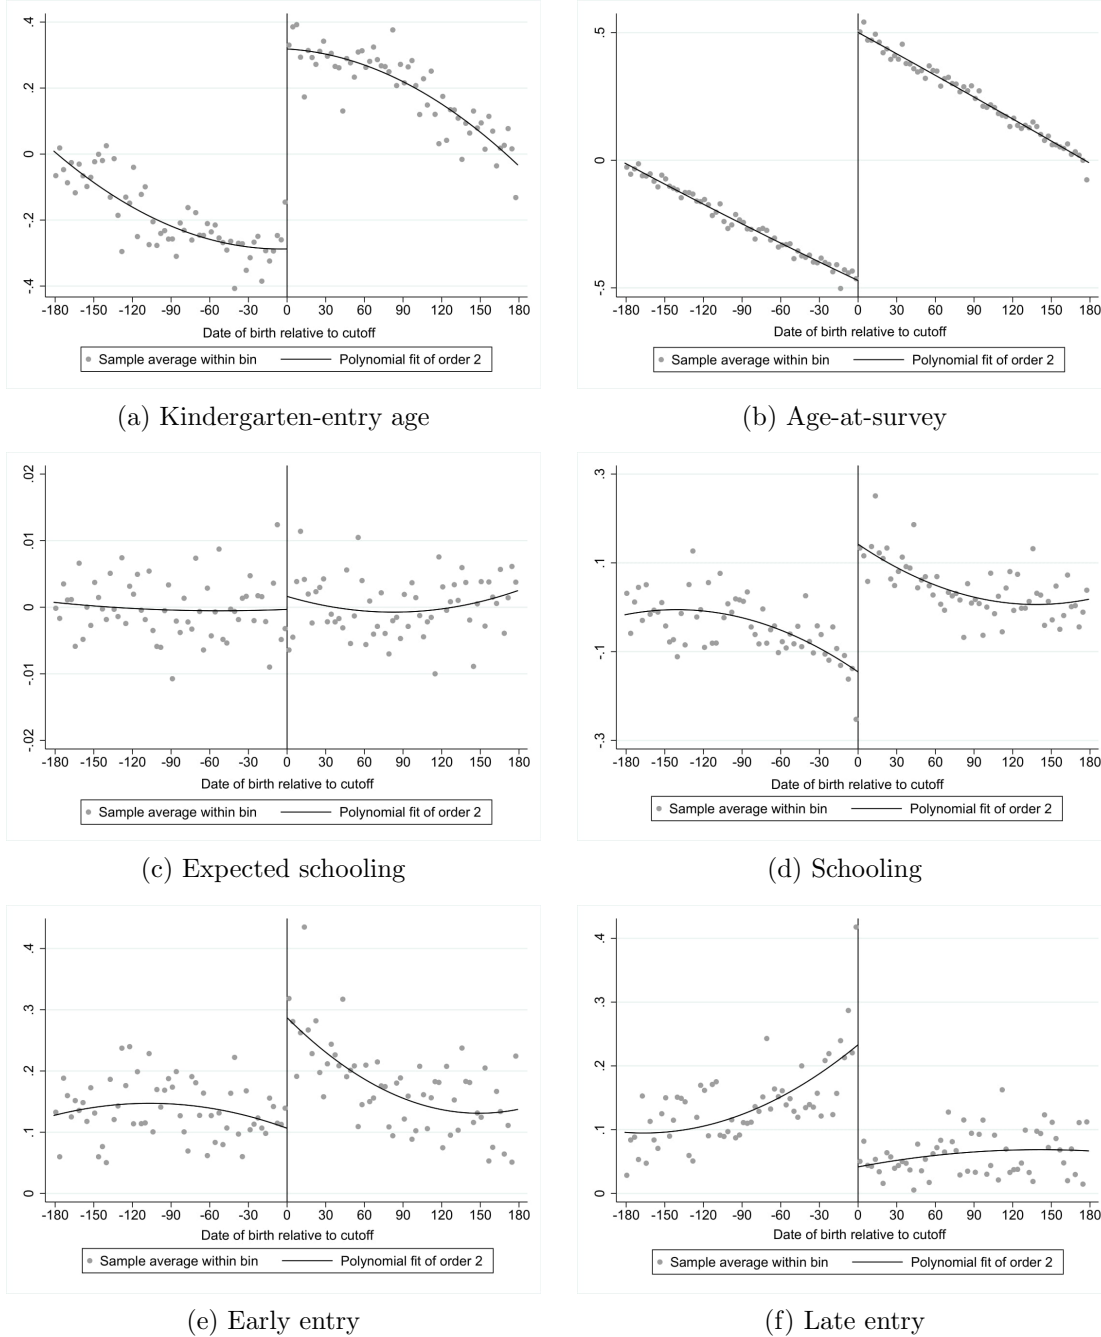 .4
.2
0
-.2
-.4
-180 -150 -120 -90 -60 -30 0 30 60 90 120 150 180
Date of birth relative to cutoff
Sample average within bin Polynomial fit of order 2
(a) Kindergarten-entry age
.5
0
-.5
-180 -150 -120 -90 -60 -30 0 30 60 90 120 150 180
Date of birth relative to cutoff
Sample average within bin Polynomial fit of order 2
(b) Age-at-survey
.02
.01
0
-.01
-.02
-180 -150 -120 -90 -60 -30 0 30 60 90 120 150 180
Date of birth relative to cutoff
Sample average within bin Polynomial fit of order 2
(c) Expected schooling
.3
.1
-.1
-.3
-180 -150 -120 -90 -60 -30 0 30 60 90 120 150 180
Date of birth relative to cutoff
Sample average within bin Polynomial fit of order 2
(d) Schooling
.4
.3
.2
.1
0
-180 -150 -120 -90 -60 -30 0 30 60 90 120 150 180
Date of birth relative to cutoff
Sample average within bin Polynomial fit of order 2
(e) Early entry
.4
.3
.2
.1
0
-180 -150 -120 -90 -60 -30 0 30 60 90 120 150 180
Date of birth relative to cutoff
Sample average within bin Polynomial fit of order 2
(f) Late entry